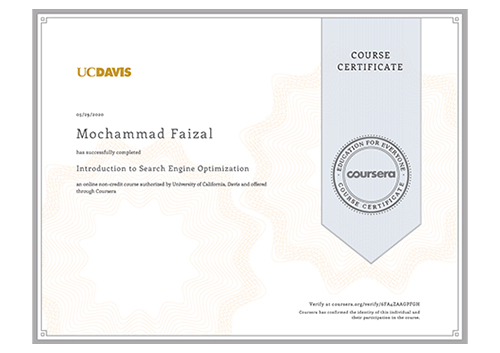 UCDAVIS
COURSE
CERTIFICATE
05/29/2020
Mochammad Faizal
has successfully completed
Introduction to Search Engine Optimization
an online non-credit course authorized by University of California, Davis and offered
through Coursera
EDUCATION FOR EVERYONE
coursera
COURSE CERTIFICATE
Verify at coursera.org/verify/6FA4ZAAGPFGH
Coursera has confirmed the identity of this individual and
their participation in the course.